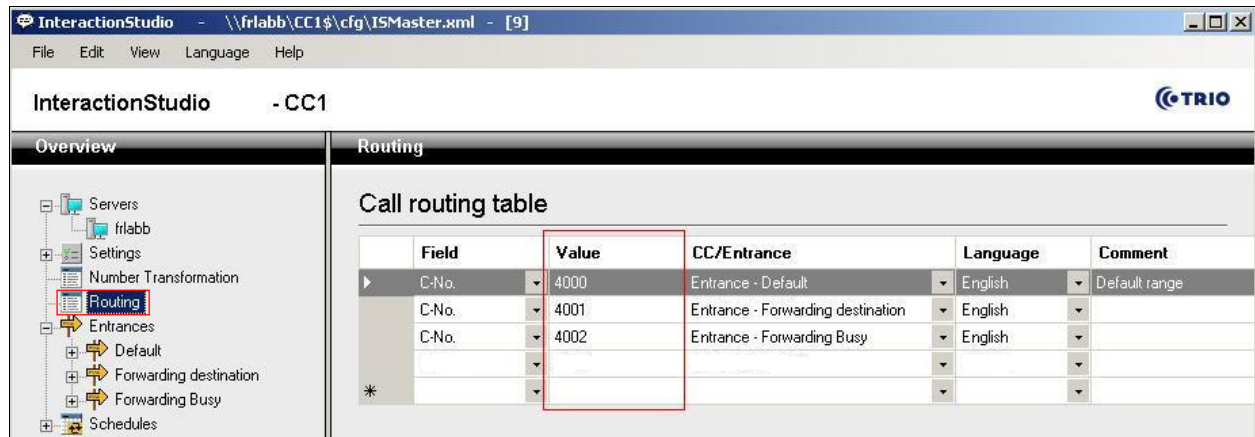 InteractionStudio - \\frlabb\CC1$\cfg\ISMaster.xml - [9]
File Edit View Language Help
InteractionStudio - CC1
TRIO
Overview
Servers
frlabb
Settings
Number Transformation
Routing
Entrances
Default
Forwarding destination
Forwarding Busy
Schedules
Routing
Call routing table
Field Value CC/Entrance Language Comment
C-No. 4000 Entrance - Default English Default range
C-No. 4001 Entrance - Forwarding destination English
C-No. 4002 Entrance - Forwarding Busy English
*